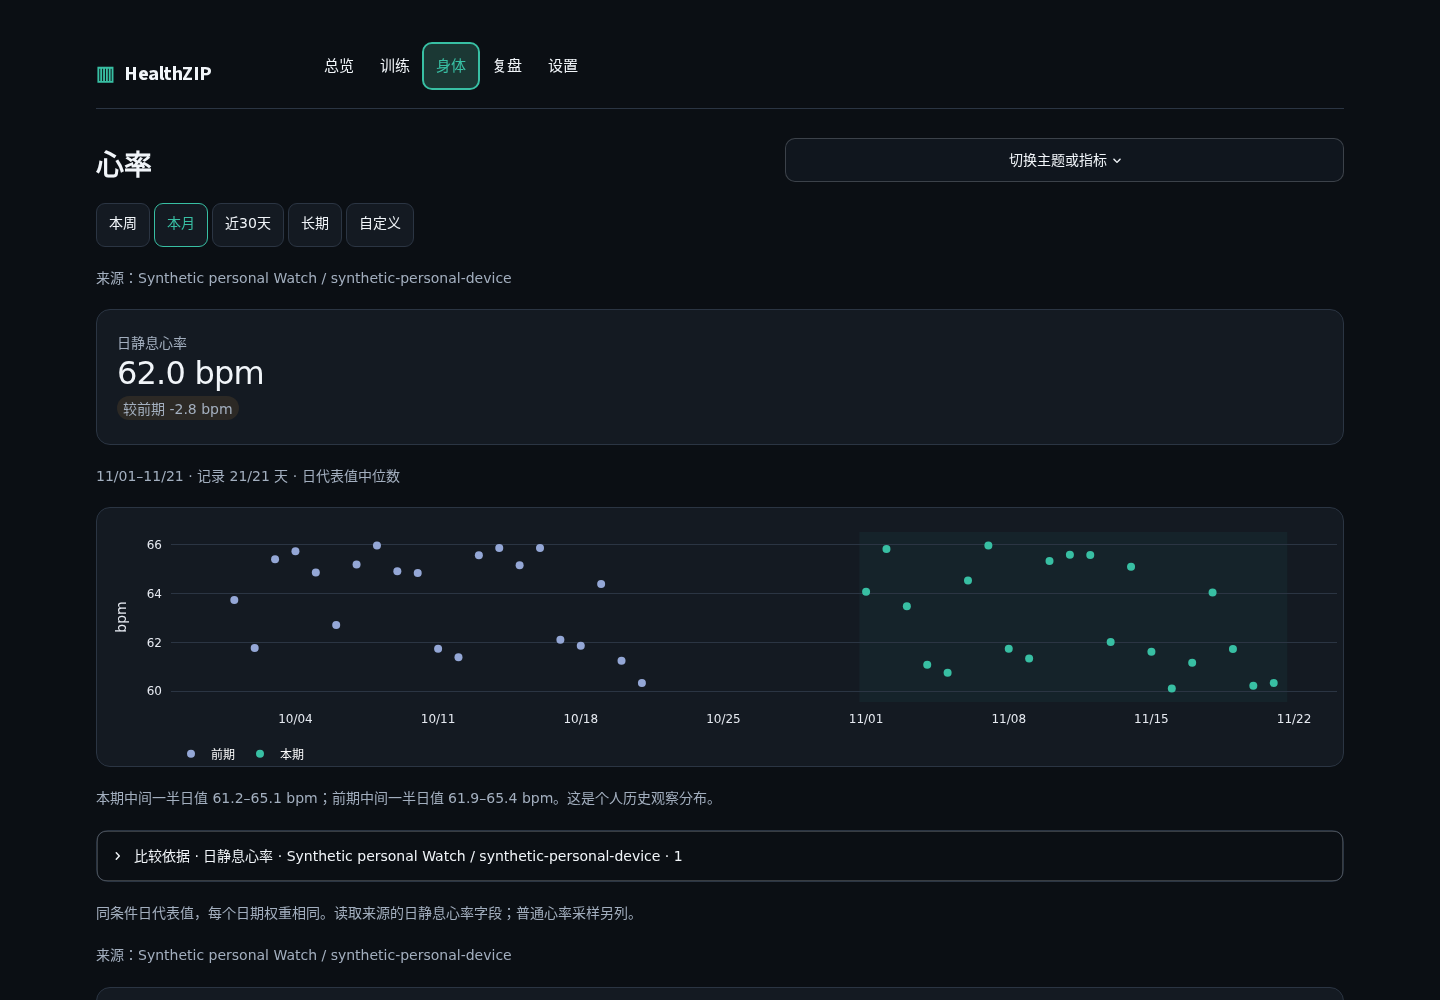 HealthZIP
总览 训练 身体 复盘 设置
心率
切换主题或指标
本周 本月 近30天 长期 自定义
来源：Synthetic personal Watch / synthetic-personal-device
日静息心率
62.0 bpm
较前期 -2.8 bpm
11/01–11/21 · 记录 21/21 天 · 日代表值中位数
66
64
62
60
bpm
10/04 10/11 10/18 10/25 11/01 11/08 11/15 11/22
前期 本期
本期中间一半日值 61.2–65.1 bpm；前期中间一半日值 61.9–65.4 bpm。这是个人历史观察分布。
比较依据 · 日静息心率 · Synthetic personal Watch / synthetic-personal-device · 1
同条件日代表值，每个日期权重相同。读取来源的日静息心率字段；普通心率采样另列。
来源：Synthetic personal Watch / synthetic-personal-device